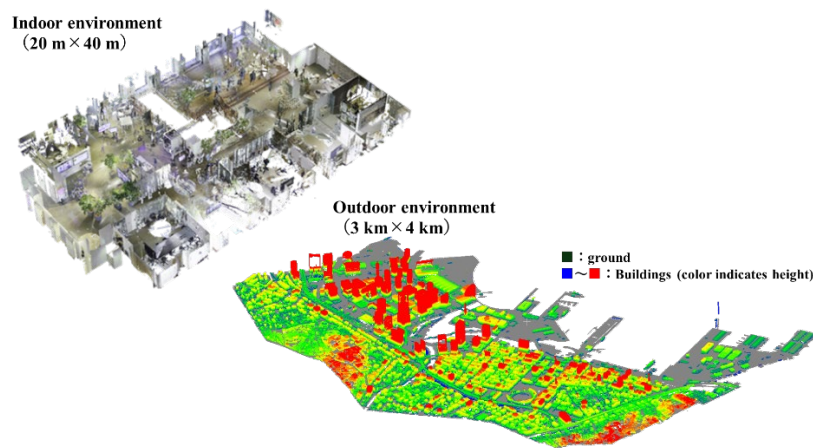 Indoor environment
（20 m×40 m）
Outdoor environment
（3 km×4 km）
：ground
～ ：Buildings (color indicates height)